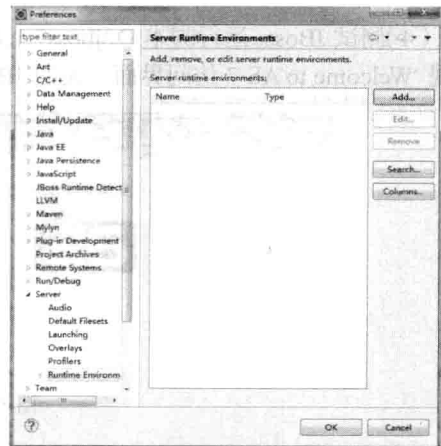 Preferences
type filter text
General
Ant
C/C++
Data Management
Help
Install/Update
Java
Java EE
Java Persistence
JavaScript
JBoss Runtime Detect
LLVM
Maven
Mylyn
Plug-in Development
Project Archives
Remote Systems
Run/Debug
Server
Audio
Default Filesets
Launching
Overlays
Profilers
Runtime Environm
Team
Server Runtime Environments
Add, remove, or edit server runtime environments.
Server runtime environments:
Name Type
Add...
Edit...
Remove
Search...
Columns...
OK Cancel